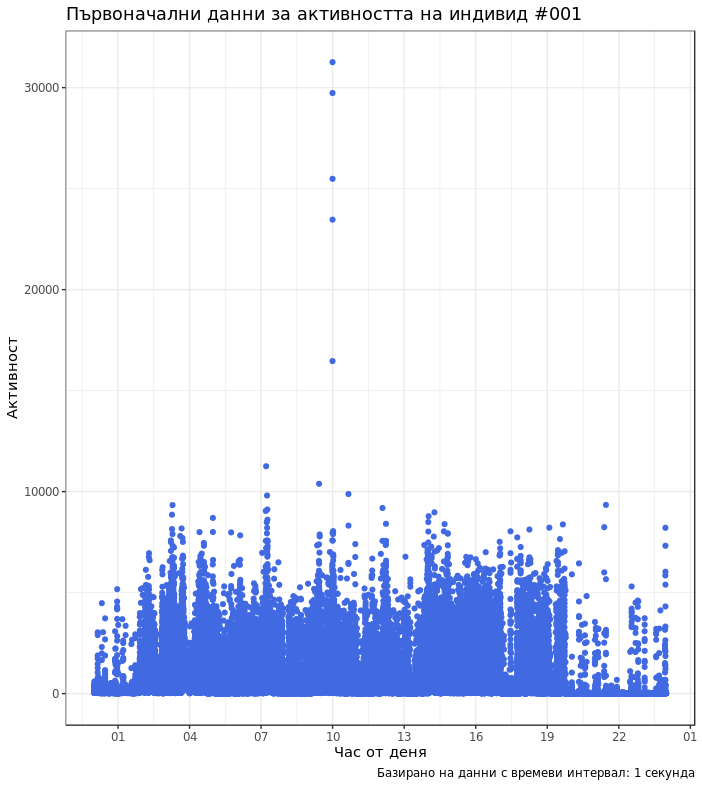 Първоначални данни за активността на индивид #001
Активност
30000
20000
10000
0
01 04 07 10 13 16 19 22 01
Час от деня
Базирано на данни с времеви интервал: 1 секунда